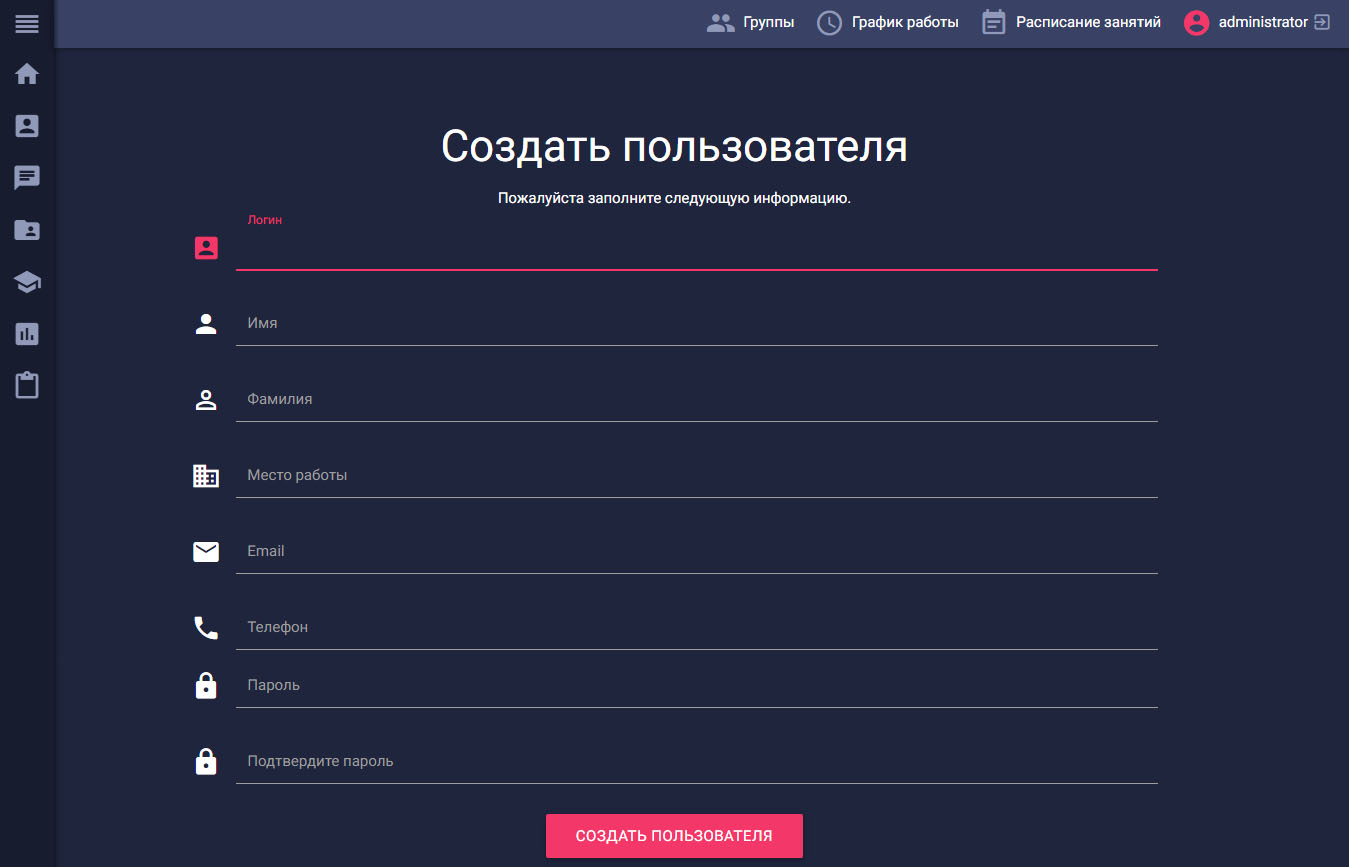 Группы График работы Расписание занятий administrator
Создать пользователя
Пожалуйста заполните следующую информацию.
Логин
Имя
Фамилия
Место работы
Email
Телефон
Пароль
Подтвердите пароль
СОЗДАТЬ ПОЛЬЗОВАТЕЛЯ